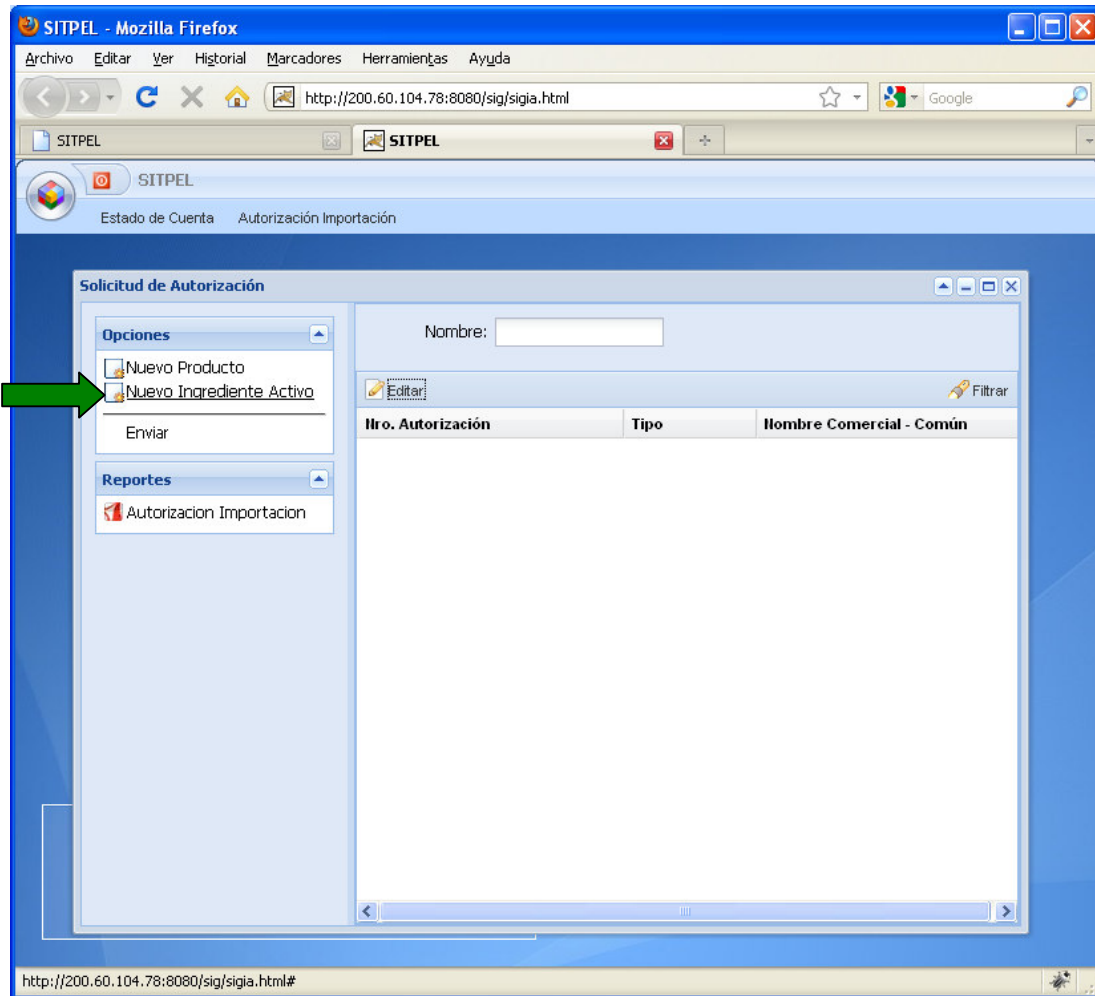 SITPEL - Mozilla Firefox
Archivo Editar Ver Historial Marcadores Herramientas Ayuda
http://200.60.104.78:8080/sig/sigia.html Google
SITPEL SITPEL
SITPEL
Estado de Cuenta Autorización Importación
Solicitud de Autorización
Opciones
Nuevo Producto
Nuevo Ingrediente Activo
Enviar
Reportes
Autorizacion Importacion
Nombre:
Editar Filtrar
Nro. Autorización Tipo Nombre Comercial - Común
http://200.60.104.78:8080/sig/sigia.html#